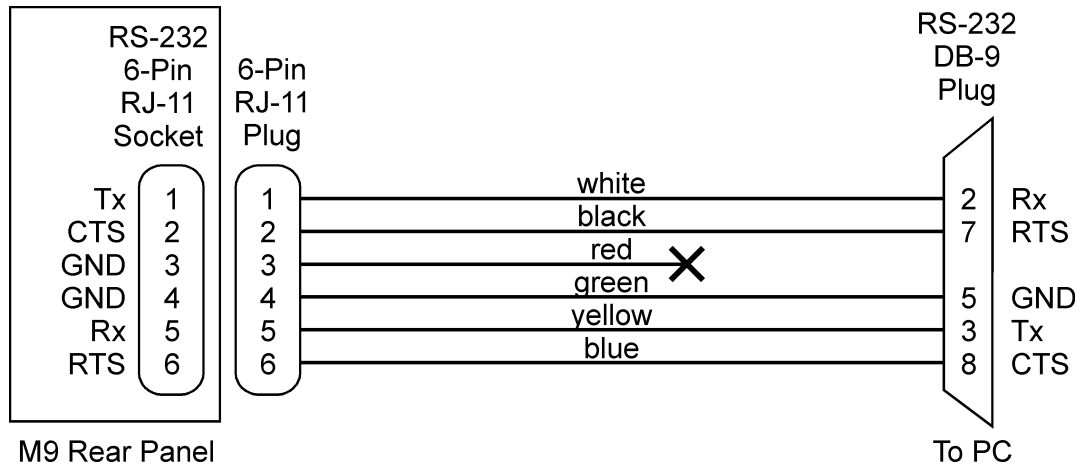 RS-232
6-Pin
RJ-11
Socket
6-Pin
RJ-11
Plug
RS-232
DB-9
Plug
Tx 1 1 white 2 Rx
CTS 2 2 black 7 RTS
GND 3 3 red
GND 4 4 green 5 GND
Rx 5 5 yellow 3 Tx
RTS 6 6 blue 8 CTS
M9 Rear Panel
To PC